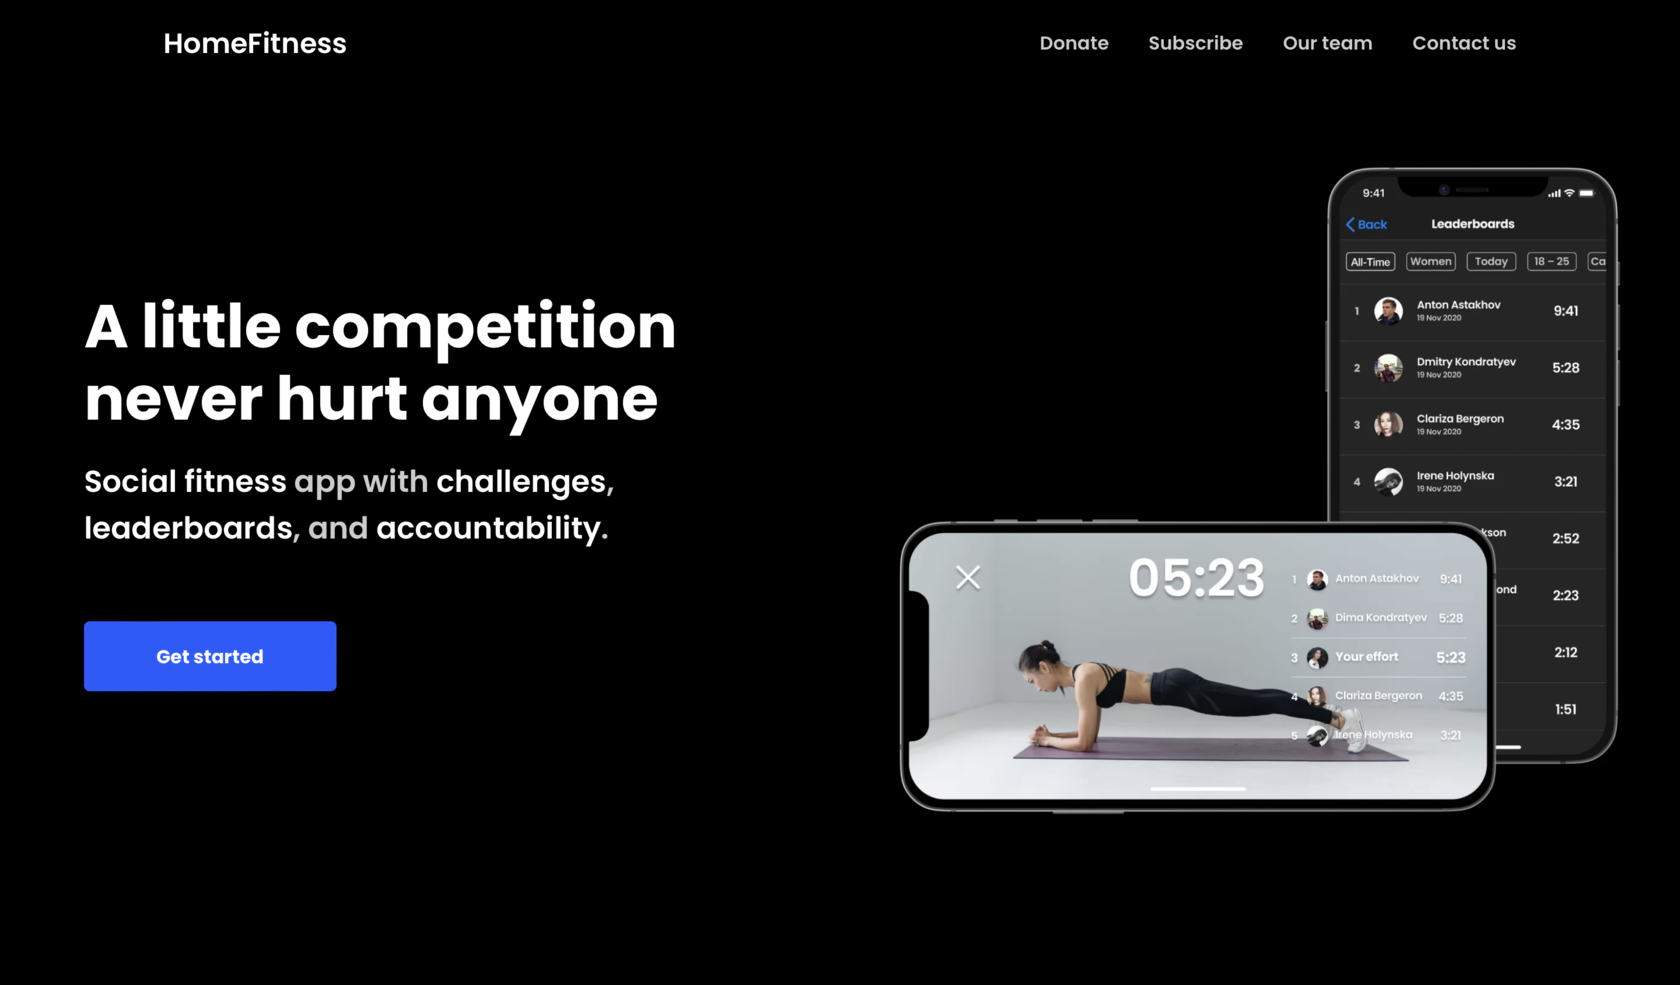 HomeFitness
Donate Subscribe Our team Contact us
A little competition
never hurt anyone
Social fitness app with challenges,
leaderboards, and accountability.
Get started
9:41
Back Leaderboards
All-Time Women Today 18 – 25 Ca
1 Anton Astakhov 9:41
19 Nov 2020
2 Dmitry Kondratyev 5:28
19 Nov 2020
3 Clariza Bergeron 4:35
19 Nov 2020
4 Irene Holynska 3:21
19 Nov 2020
kson 2:52
ond 2:23
2:12
1:51
05:23
1 Anton Astakhov 9:41
2 Dima Kondratyev 5:28
3 Your effort 5:23
4 Clariza Bergeron 4:35
5 Irene Holynska 3:21